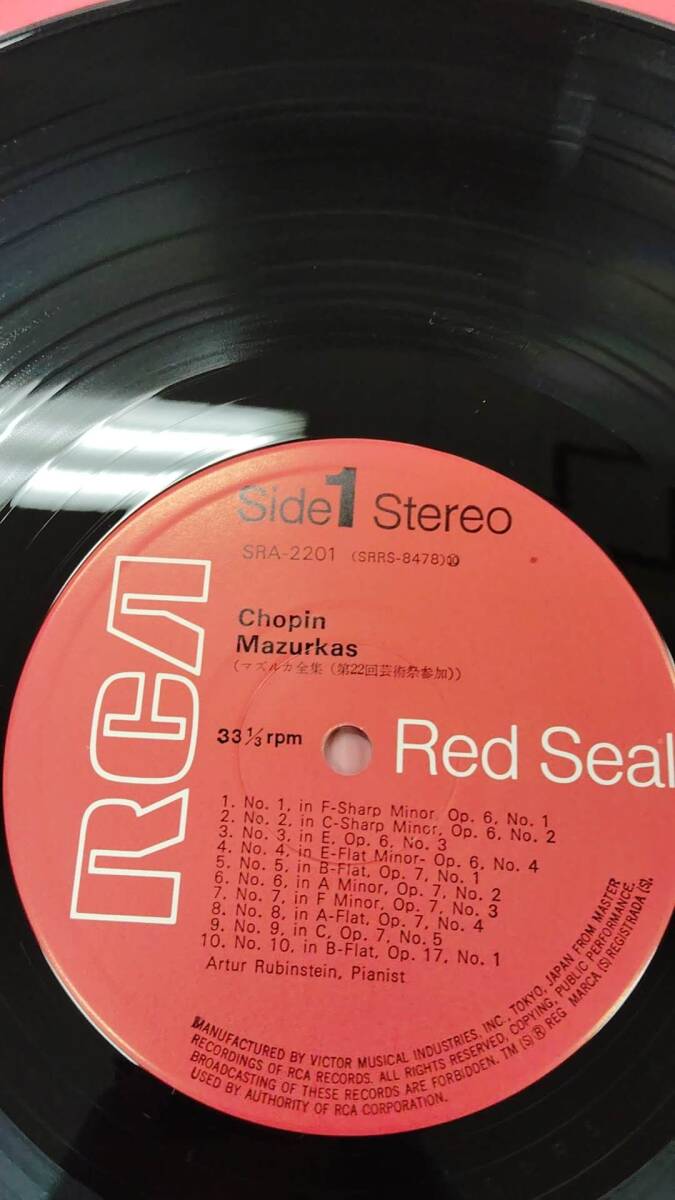 Side 1 Stereo
SRA-2201 (SRRS-8478)⑩
Chopin
Mazurkas
(マズルカ全集(第22回芸術祭参加))
33 1/3 rpm
RCA
Red Seal
1. No. 1, in F-Sharp Minor, Op. 6, No. 1
2. No. 2, in C-Sharp Minor, Op. 6, No. 2
3. No. 3, in E, Op. 6, No. 3
4. No. 4, in E-Flat Minor- Op. 6, No. 4
5. No. 5, in B-Flat, Op. 7, No. 1
6. No. 6, in A Minor, Op. 7, No. 2
7. No. 7, in F Minor, Op. 7, No. 3
8. No. 8, in A-Flat, Op. 7, No. 4
9. No. 9, in C, Op. 7, No. 5
10. No. 10, in B-Flat, Op. 17, No. 1
Artur Rubinstein, Pianist
MANUFACTURED BY VICTOR MUSICAL INDUSTRIES, INC., TOKYO, JAPAN FROM MASTER
RECORDINGS OF RCA RECORDS. ALL RIGHTS RESERVED, COPYING, PUBLIC PERFORMANCE,
BROADCASTING OF THESE RECORDS ARE FORBIDDEN. TM (S) ® REG MARCA (S) REGISTRADA (S).
USED BY AUTHORITY OF RCA CORPORATION.